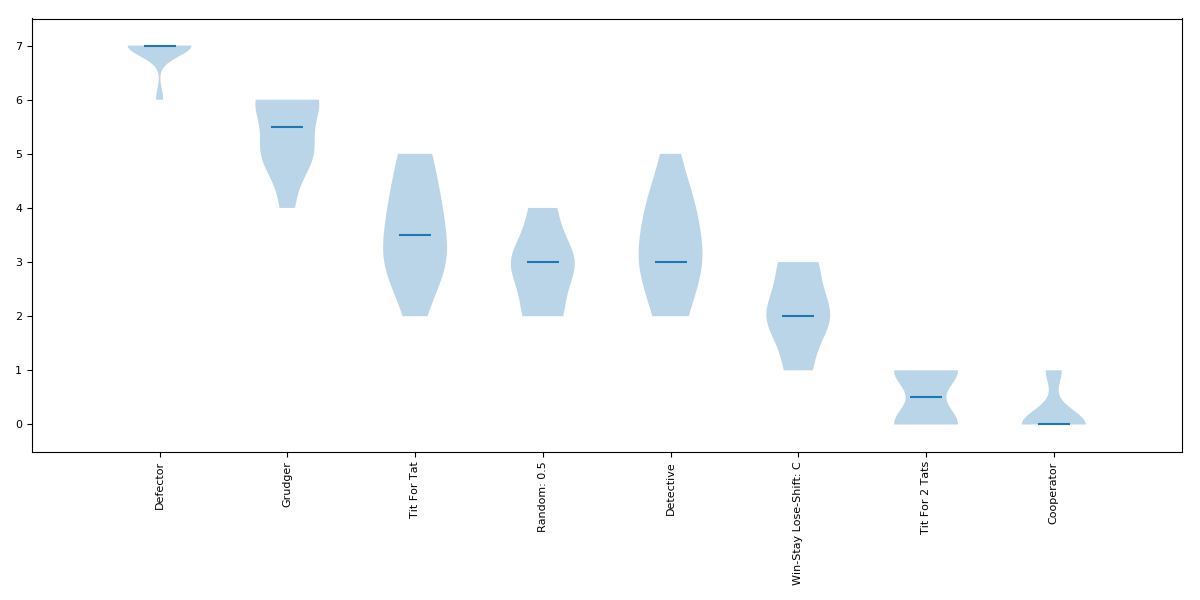 7
6
5
4
3
2
1
0
Defector
Grudger
Tit For Tat
Random: 0.5
Detective
Win-Stay Lose-Shift: C
Tit For 2 Tats
Cooperator